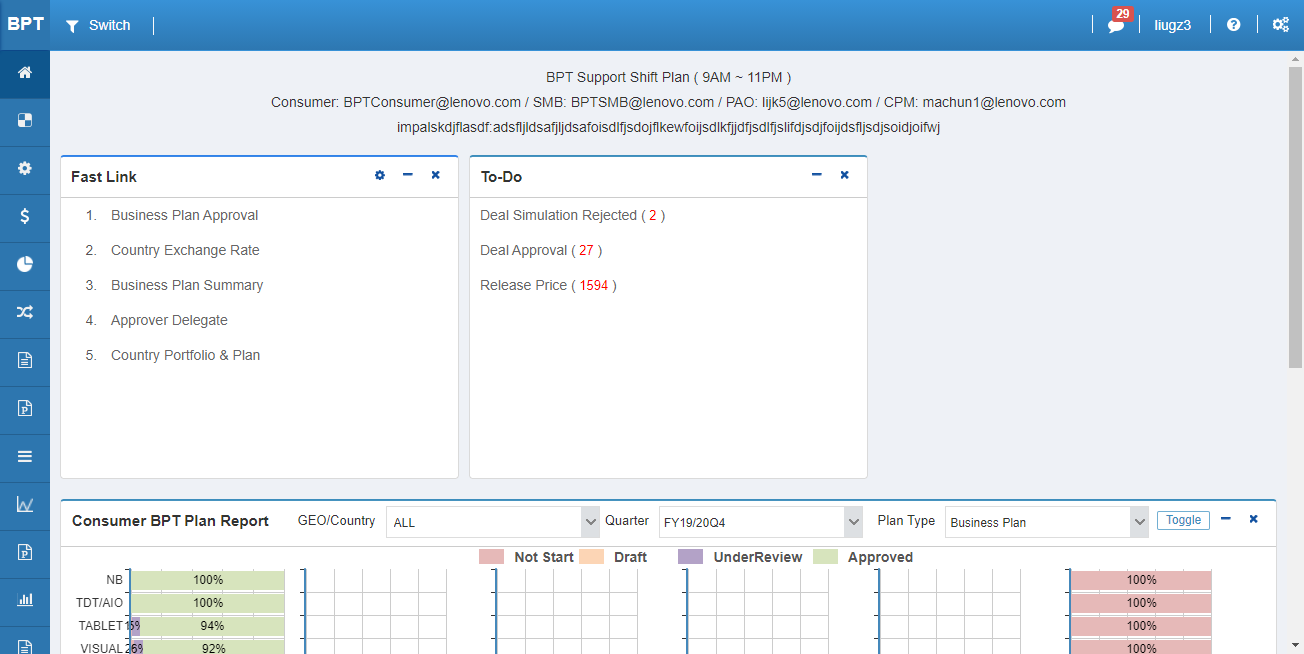 BPT Switch 29 liugz3
BPT Support Shift Plan ( 9AM ~ 11PM )
Consumer: BPTConsumer@lenovo.com / SMB: BPTSMB@lenovo.com / PAO: lijk5@lenovo.com / CPM: machun1@lenovo.com
impalskdjflasdf:adsfljldsafjljdsafoisdlfjsdojflkewfoijsdlkfjjdfjsdlfjslifdjsdjfoijdsfljsdjsoidjoifwj
Fast Link
1. Business Plan Approval
2. Country Exchange Rate
3. Business Plan Summary
4. Approver Delegate
5. Country Portfolio & Plan
To-Do
Deal Simulation Rejected ( 2 )
Deal Approval ( 27 )
Release Price ( 1594 )
Consumer BPT Plan Report GEO/Country ALL Quarter FY19/20Q4 Plan Type Business Plan Toggle
Not Start Draft UnderReview Approved
NB 100% 100%
TDT/AIO 100% 100%
TABLET 94% 100%
VISUAL 92% 100%